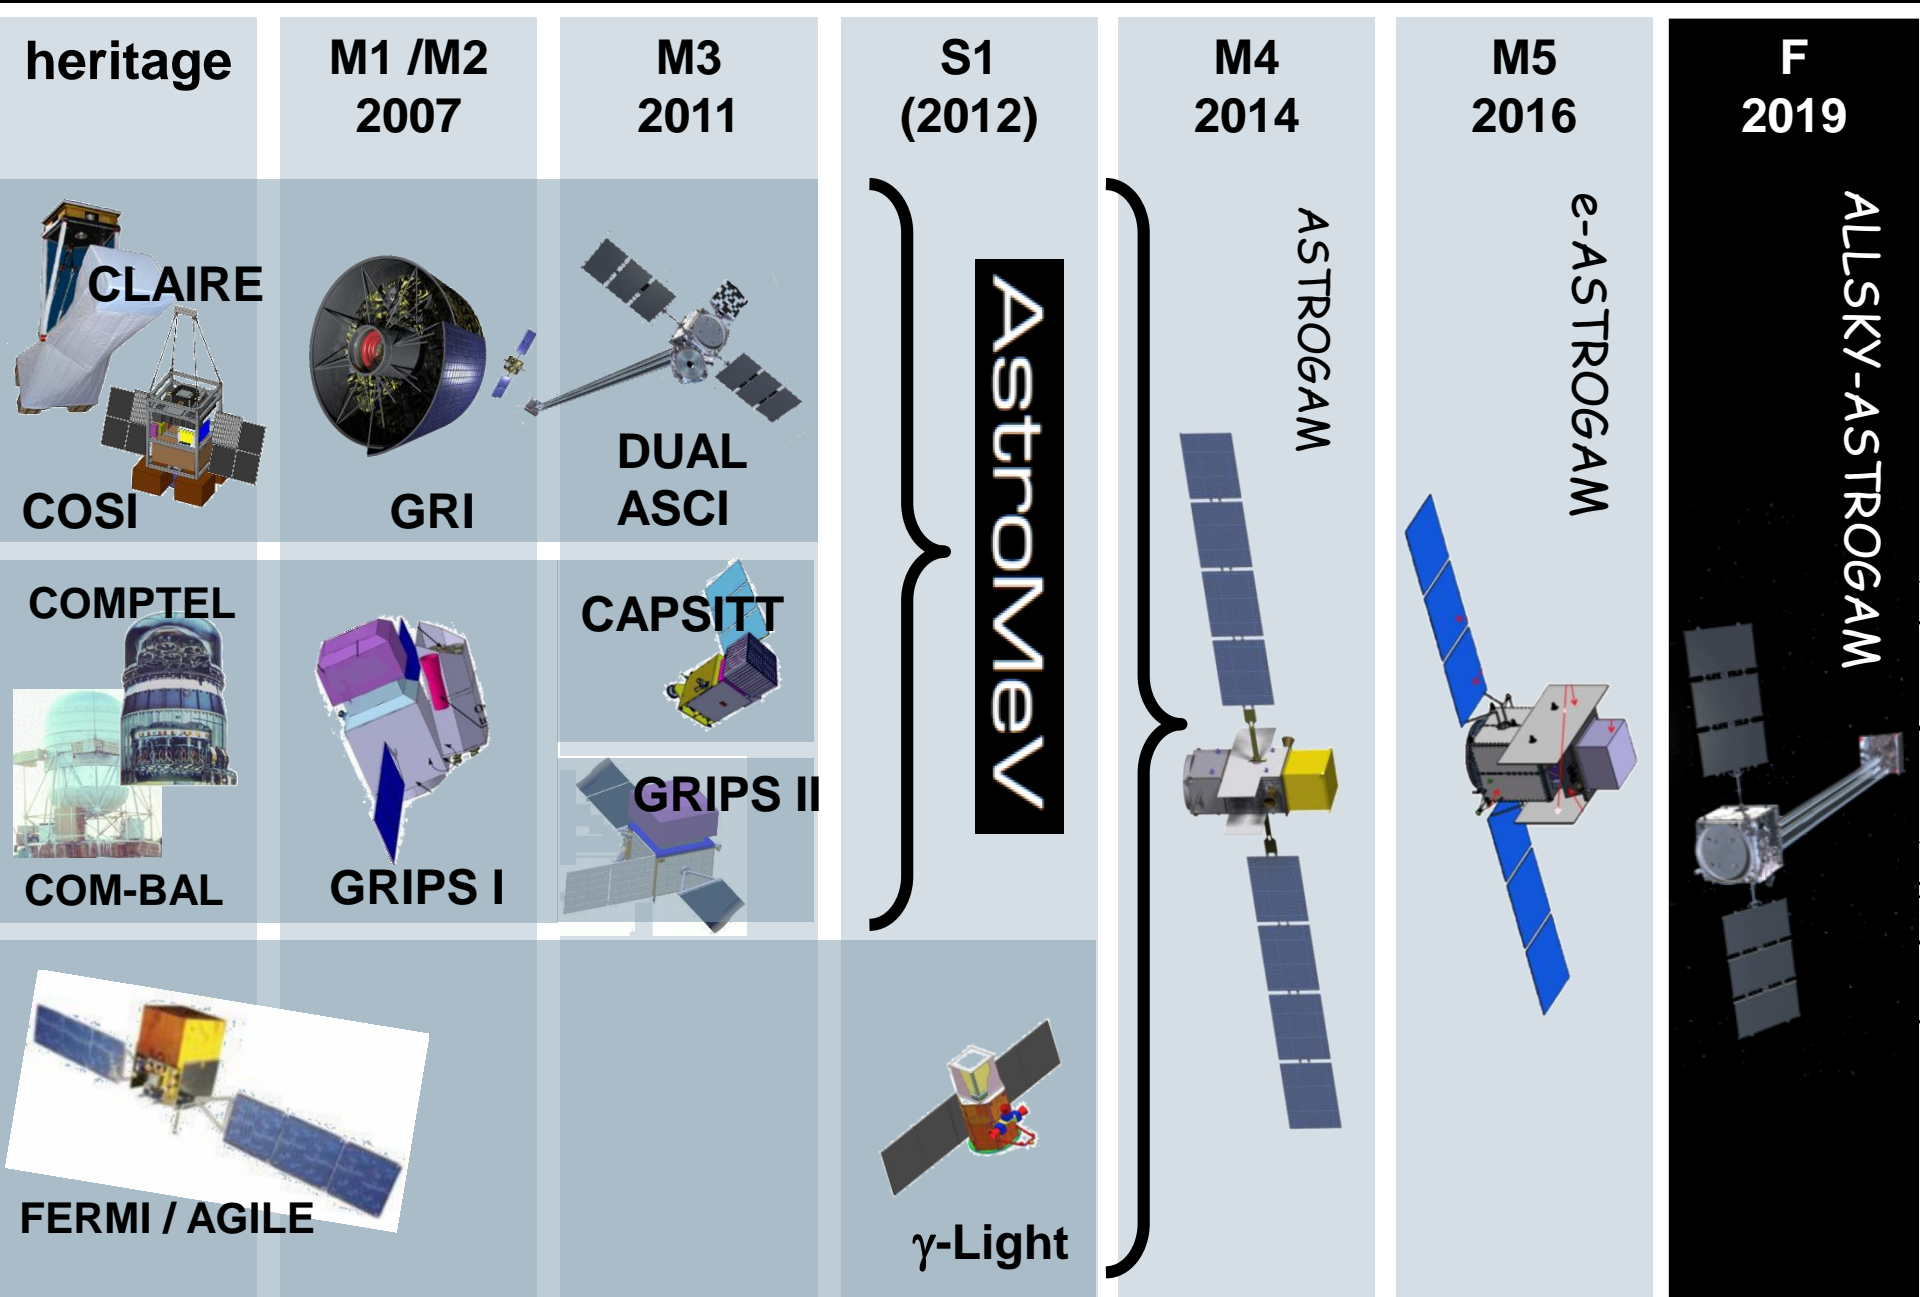 heritage
M1 /M2
2007
M3
2011
S1
(2012)
M4
2014
M5
2016
F
2019
CLAIRE
COSI
GRI
DUAL
ASCI
COMPTEL
COM-BAL
GRIPS I
CAPSITT
GRIPS II
FERMI / AGILE
AstroMeV
γ-Light
ASTROGAM
e-ASTROGAM
ALLSKY-ASTROGAM